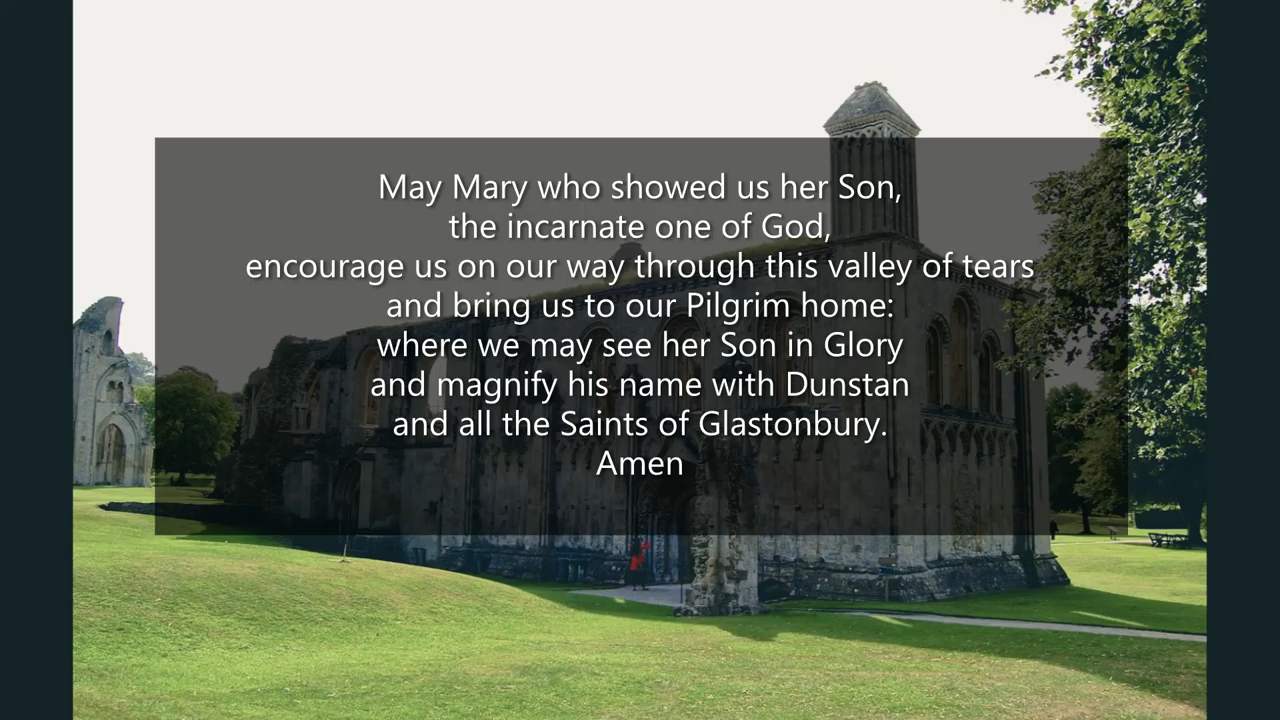 May Mary who showed us her Son,
the incarnate one of God,
encourage us on our way through this valley of tears
and bring us to our Pilgrim home:
where we may see her Son in Glory
and magnify his name with Dunstan
and all the Saints of Glastonbury.
Amen